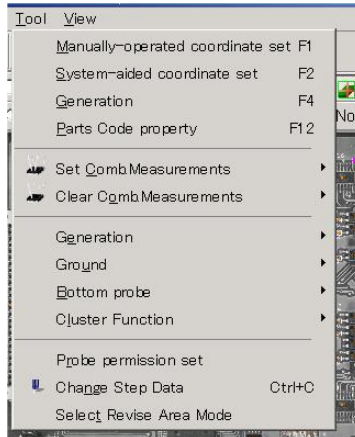 Tool View
Manually-operated coordinate set F1
System-aided coordinate set F2
Generation F4
Parts Code property F12
Set Comb.Measurements
Clear Comb.Measurements
Generation
Ground
Bottom probe
Cluster Function
Probe permission set
Change Step Data Ctrl+C
Select Revise Area Mode
No